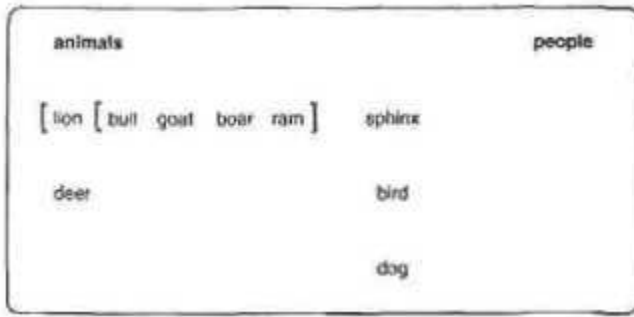 animals people
[ lion [ bull goat boar ram ] sphinx
deer bird
dog